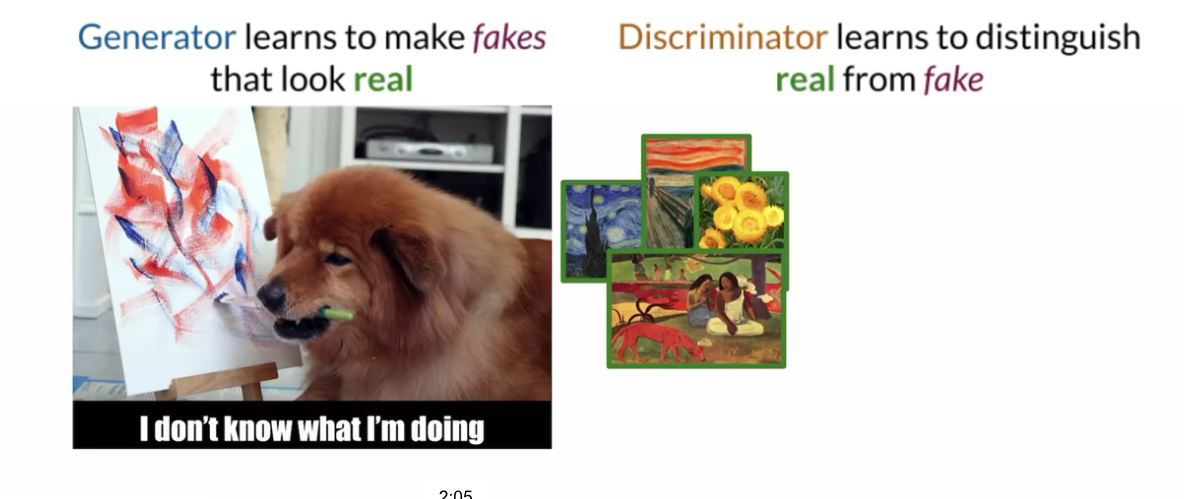 Generator learns to make fakes
that look real
Discriminator learns to distinguish
real from fake
I don't know what I'm doing
2:05